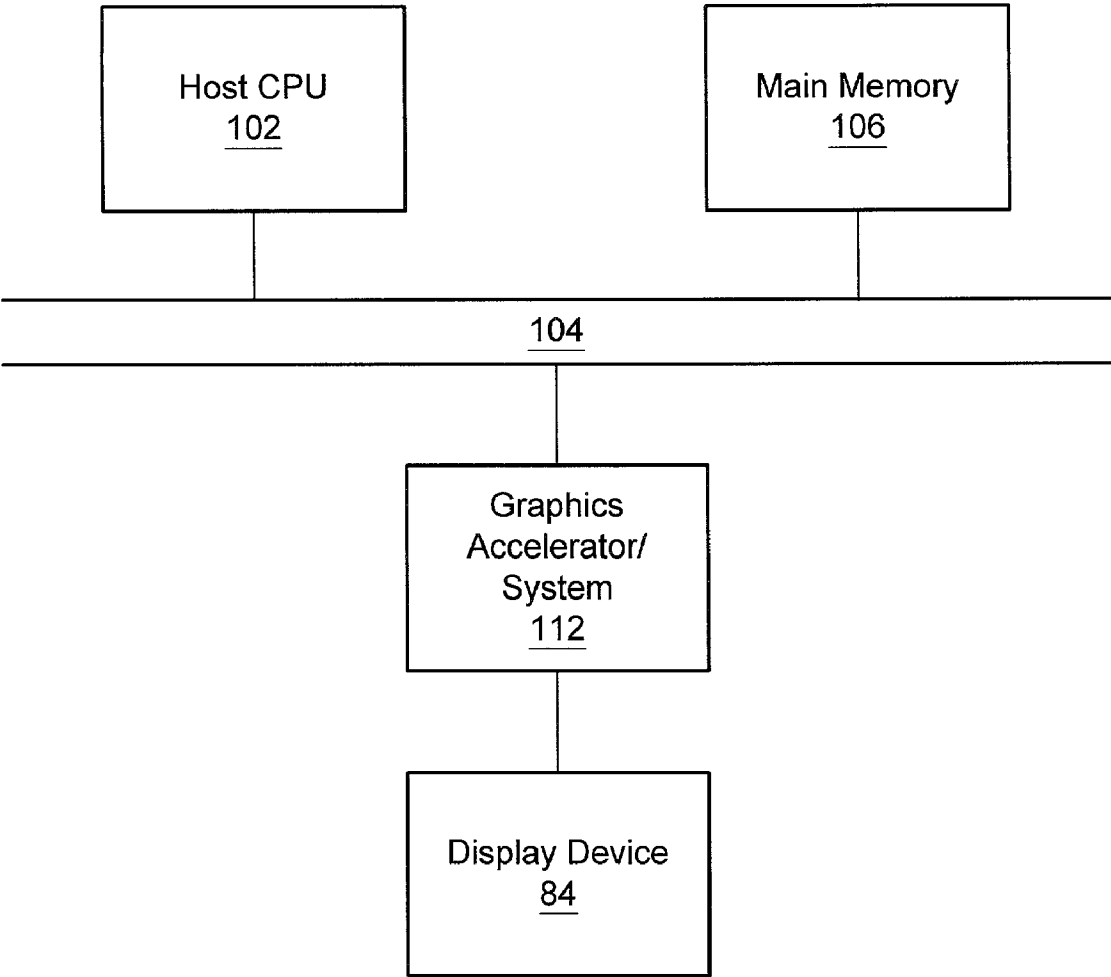 Host CPU
102
Main Memory
106
104
Graphics
Accelerator/
System
112
Display Device
84